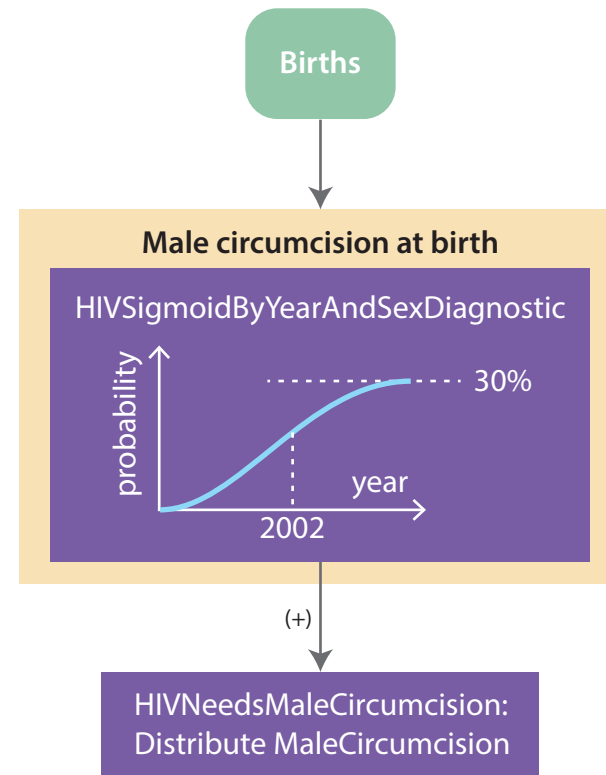 Births
Male circumcision at birth
HIVSigmoidByYearAndSexDiagnostic
probability
30%
year
2002
(+)
HIVNeedsMaleCircumcision:
Distribute MaleCircumcision